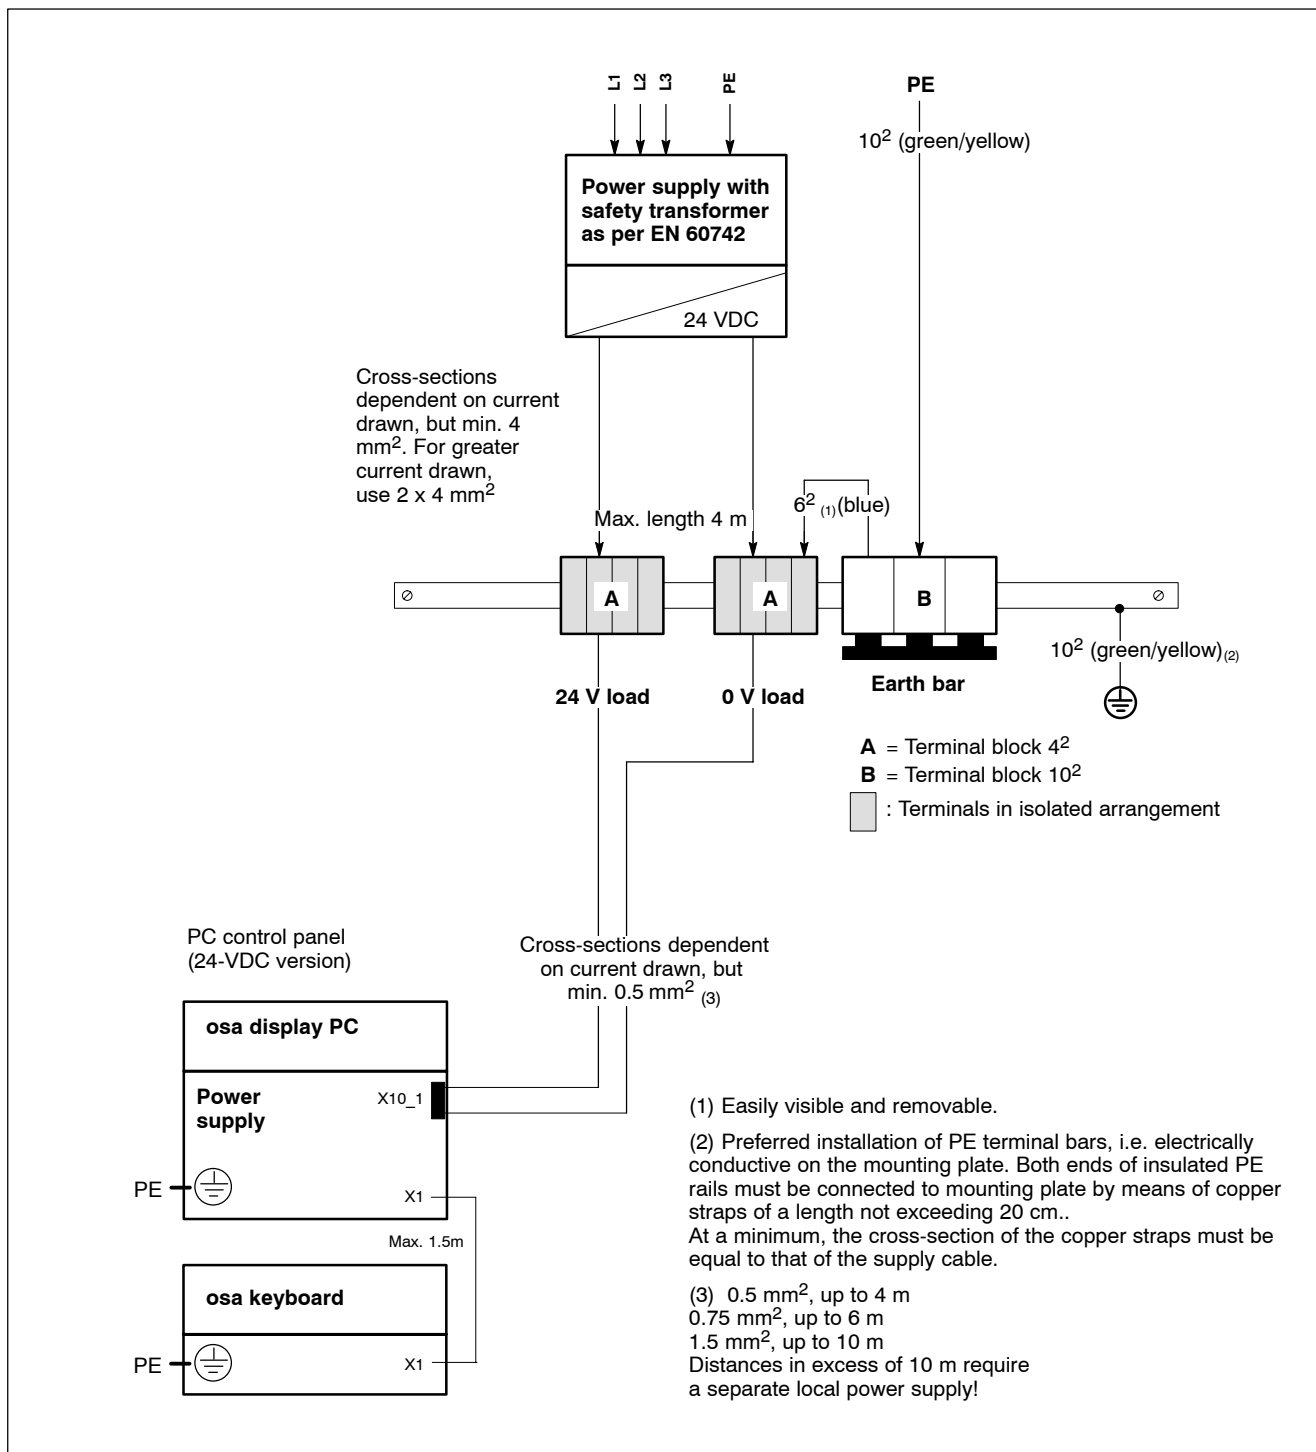 L1
L2
L3
PE
PE
10² (green/yellow)
Power supply with
safety transformer
as per EN 60742
24 VDC
Cross-sections
dependent on current
drawn, but min. 4
mm². For greater
current drawn,
use 2 x 4 mm²
6² (1)(blue)
Max. length 4 m
A
A
B
10² (green/yellow)(2)
Earth bar
24 V load
0 V load
A = Terminal block 4²
B = Terminal block 10²
: Terminals in isolated arrangement
PC control panel
(24-VDC version)
Cross-sections dependent
on current drawn, but
min. 0.5 mm² (3)
osa display PC
Power
supply
X10_1
PE
X1
Max. 1.5m
osa keyboard
PE
X1
(1) Easily visible and removable.
(2) Preferred installation of PE terminal bars, i.e. electrically
conductive on the mounting plate. Both ends of insulated PE
rails must be connected to mounting plate by means of copper
straps of a length not exceeding 20 cm..
At a minimum, the cross-section of the copper straps must be
equal to that of the supply cable.
(3) 0.5 mm², up to 4 m
0.75 mm², up to 6 m
1.5 mm², up to 10 m
Distances in excess of 10 m require
a separate local power supply!